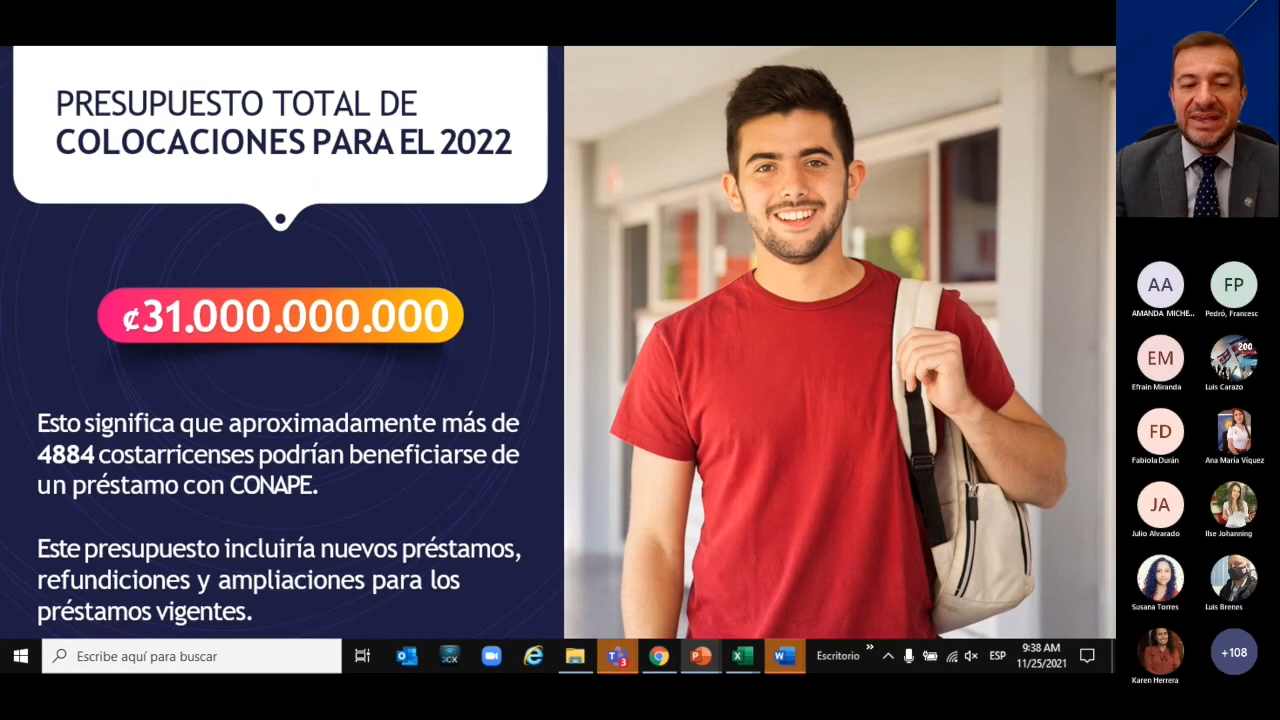 PRESUPUESTO TOTAL DE
COLOCACIONES PARA EL 2022
₡31.000.000.000
Esto significa que aproximadamente más de
4884 costarricenses podrían beneficiarse de
un préstamo con CONAPE.
Este presupuesto incluiría nuevos préstamos,
refundiciones y ampliaciones para los
préstamos vigentes.
Escribe aquí para buscar
3CX
3
Escritorio
ESP
9:38 AM
11/25/2021
AA
AMANDA MICHE...
FP
Pedró, Francesc
EM
Efrain Miranda
200
Luis Carazo
FD
Fabiola Durán
Ana María Víquez
JA
Julio Alvarado
Ilse Johanning
Susana Torres
Luis Brenes
Karen Herrera
+108